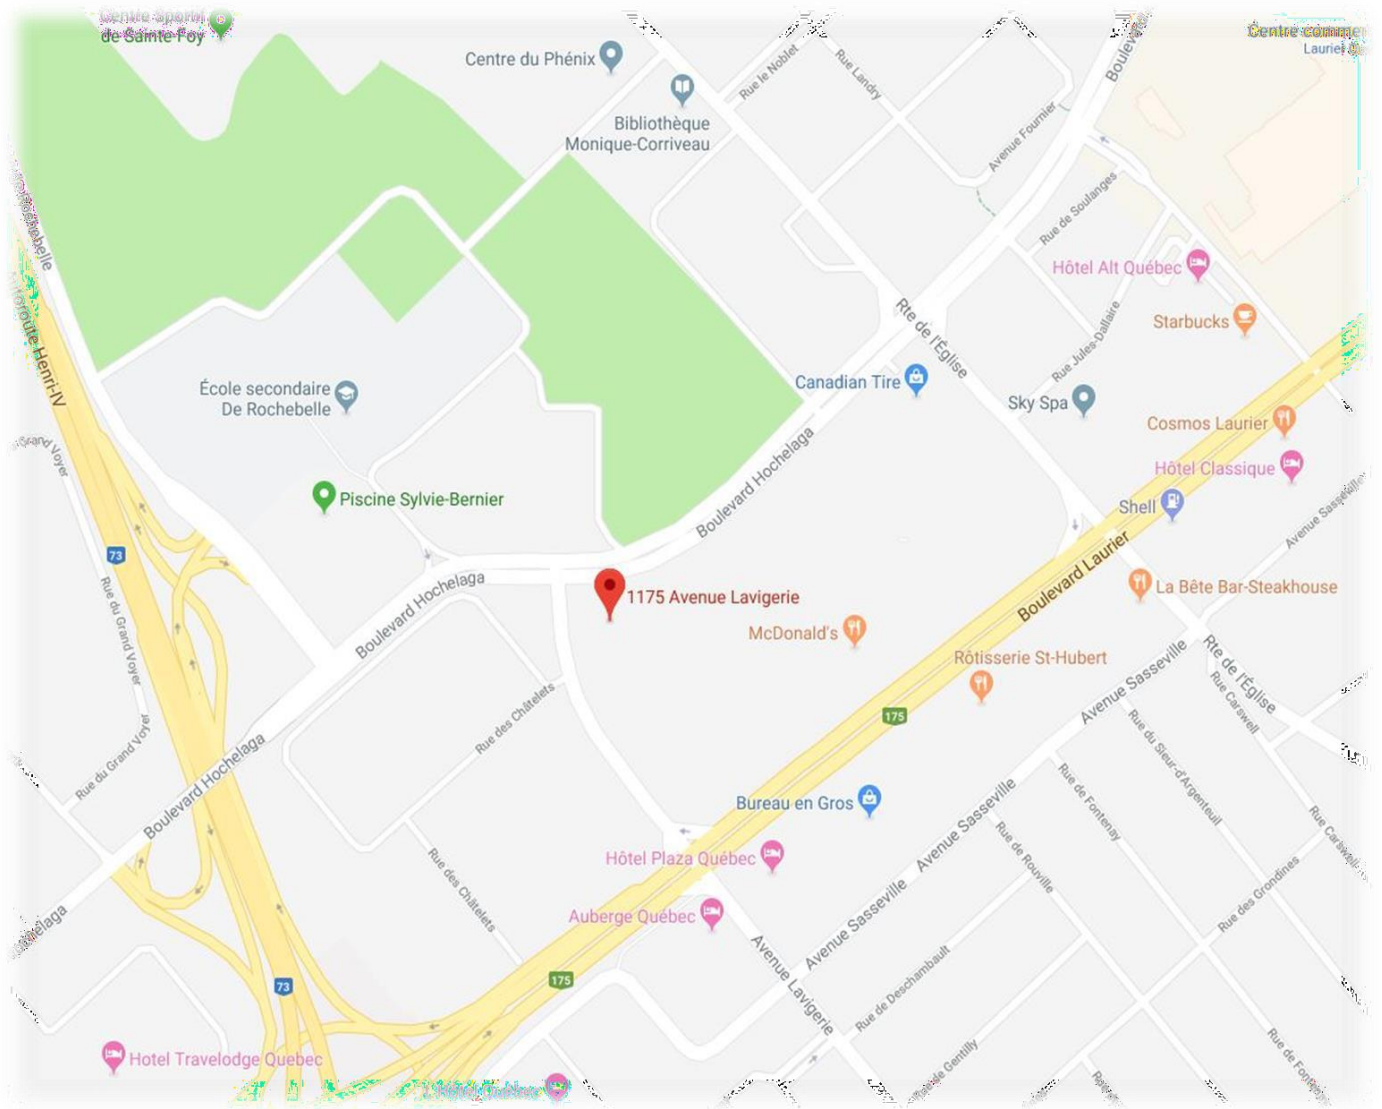 Centre Sportif
de Sainte-Foy
Centre du Phénix
Bibliothèque
Monique-Corriveau
Rue le Noblet
Rue Landry
Avenue Fournier
Centre commer
Laurier
Rue de Soulanges
Hôtel Alt Québec
Starbucks
Rue Jules-Dallaire
Rte de l'Église
Autoroute Henri-IV
École secondaire
De Rochebelle
Canadian Tire
Sky Spa
Cosmos Laurier
Hôtel Classique
Shell
Grand Voyer
Piscine Sylvie-Bernier
Boulevard Hochelaga
Avenue Sasseville
73
Boulevard Laurier
Boulevard Hochelaga
1175 Avenue Lavigerie
La Bête Bar-Steakhouse
McDonald's
Rôtisserie St-Hubert
Rue du Grand Voyer
Rte de l'Église
Avenue Sasseville
Rue Carswell
Rue des Châtelets
175
Rue du Grand Voyer
Boulevard Hochelaga
Rue du Sieur-d'Argenteuil
Rue de Fontenay
Bureau en Gros
Avenue Sasseville
Rue Carswell
Hôtel Plaza Québec
Rue de Rouville
Rue des Châtelets
Auberge Québec
Avenue Sasseville
Rue des Grondines
Avenue Lavigerie
175
73
Rue de Deschambault
Hotel Travelodge Quebec
Rue de Gentilly